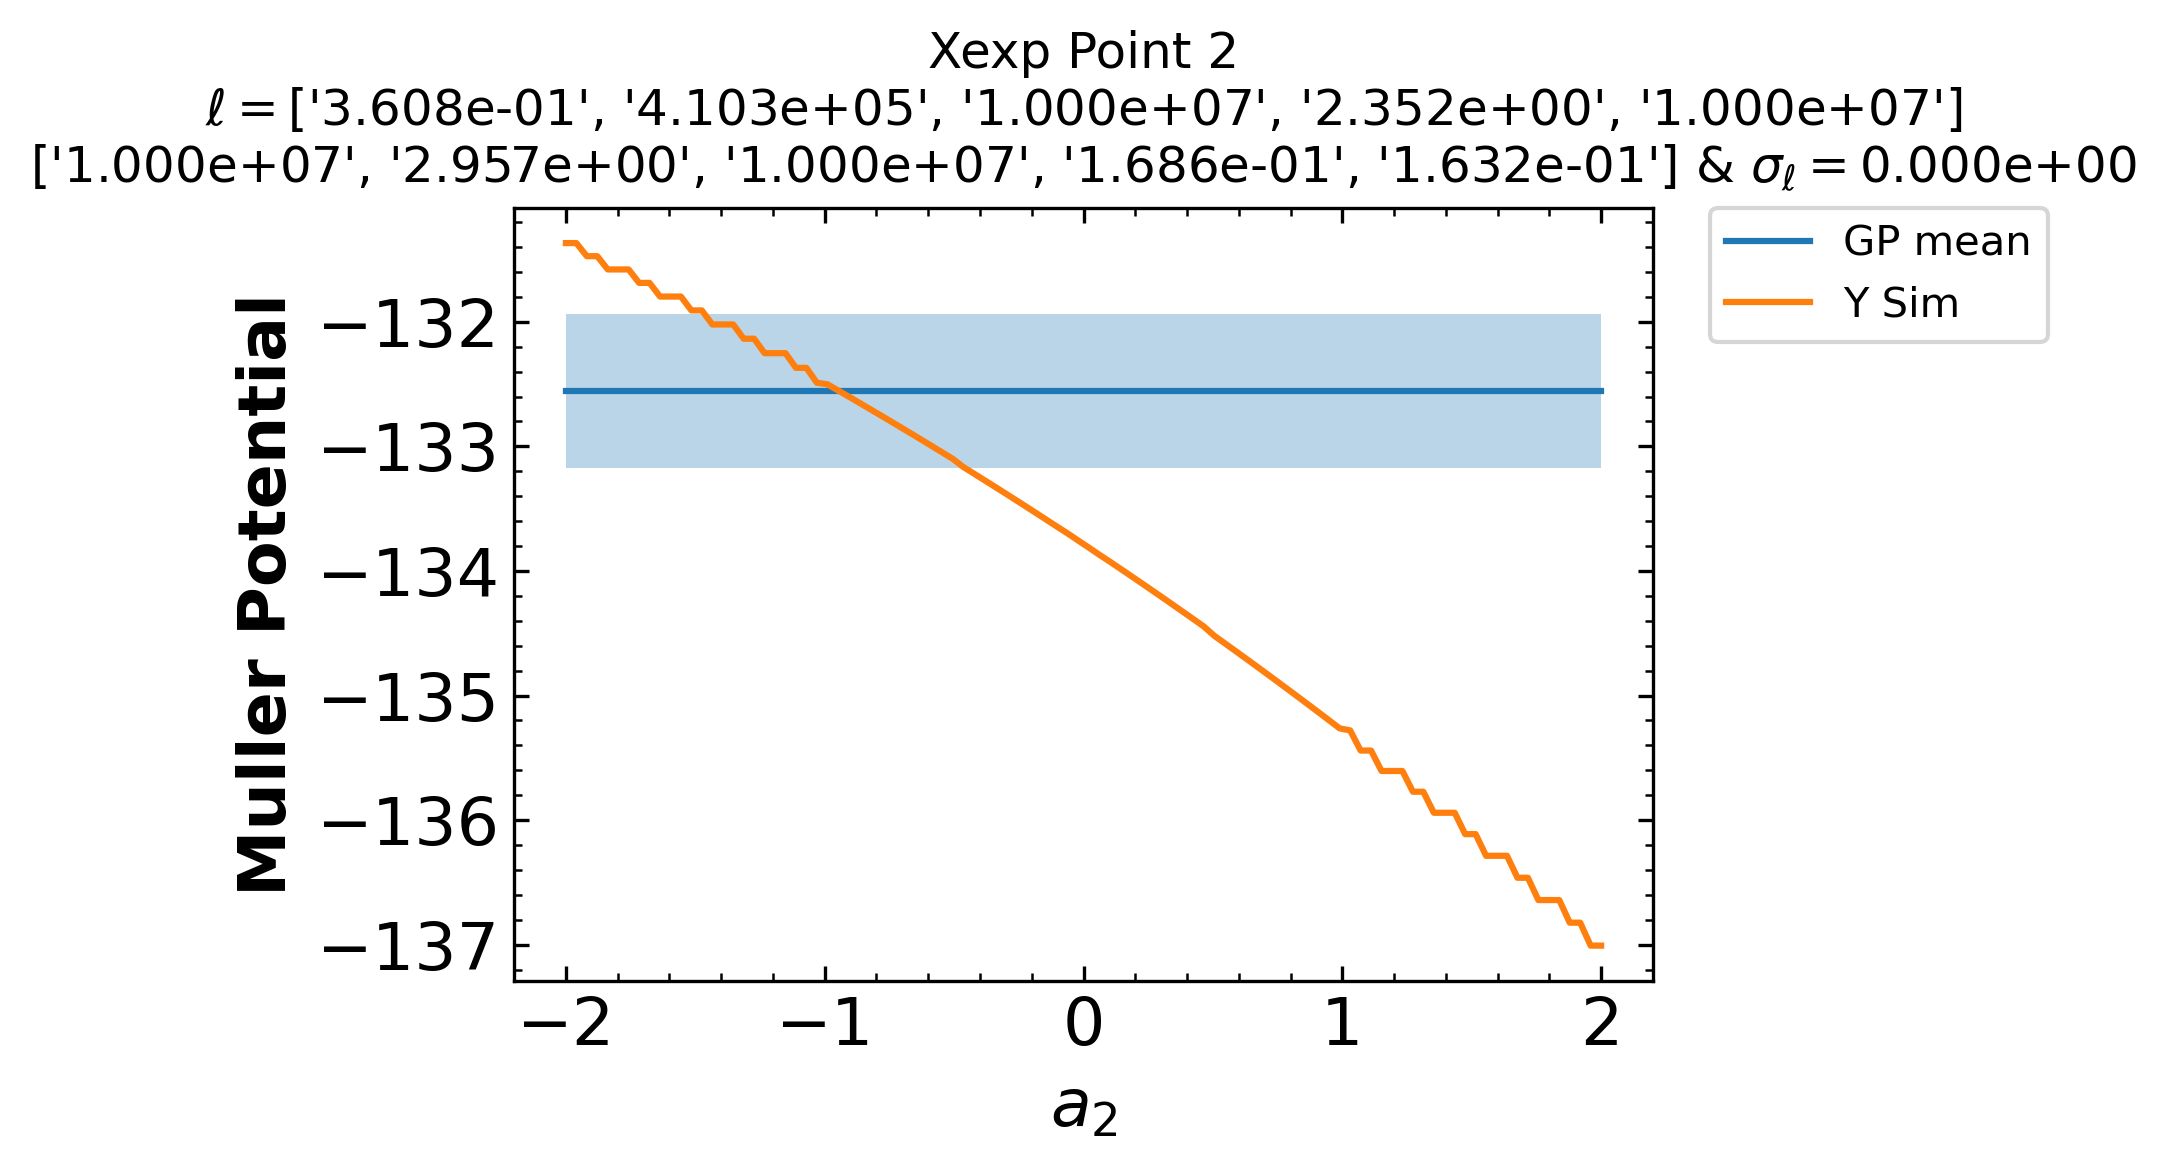 Xexp Point 2
ℓ = ['3.608e-01', '4.103e+05', '1.000e+07', '2.352e+00', '1.000e+07']
['1.000e+07', '2.957e+00', '1.000e+07', '1.686e-01', '1.632e-01'] & σℓ = 0.000e+00
GP mean
Y Sim
Muller Potential
−132
−133
−134
−135
−136
−137
−2 −1 0 1 2
a₂